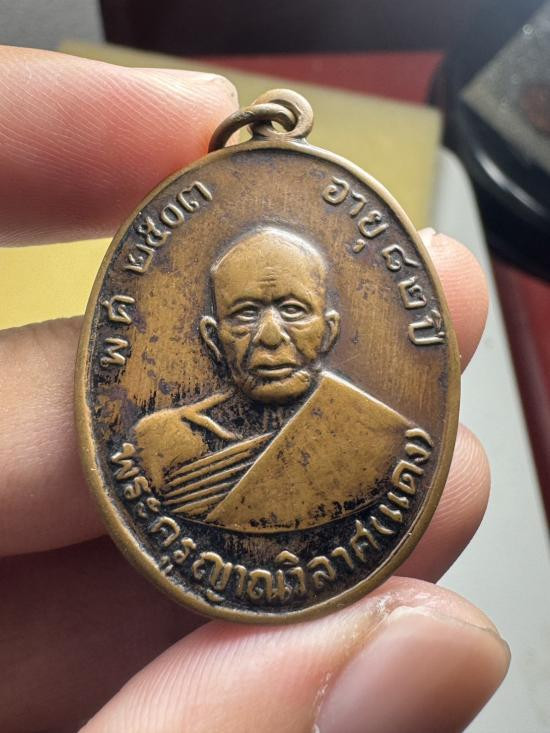 พ ศ ๒๕๐๓
อายุ ๘๒ ปี
พระครูญาณวิลาศ(แดง)